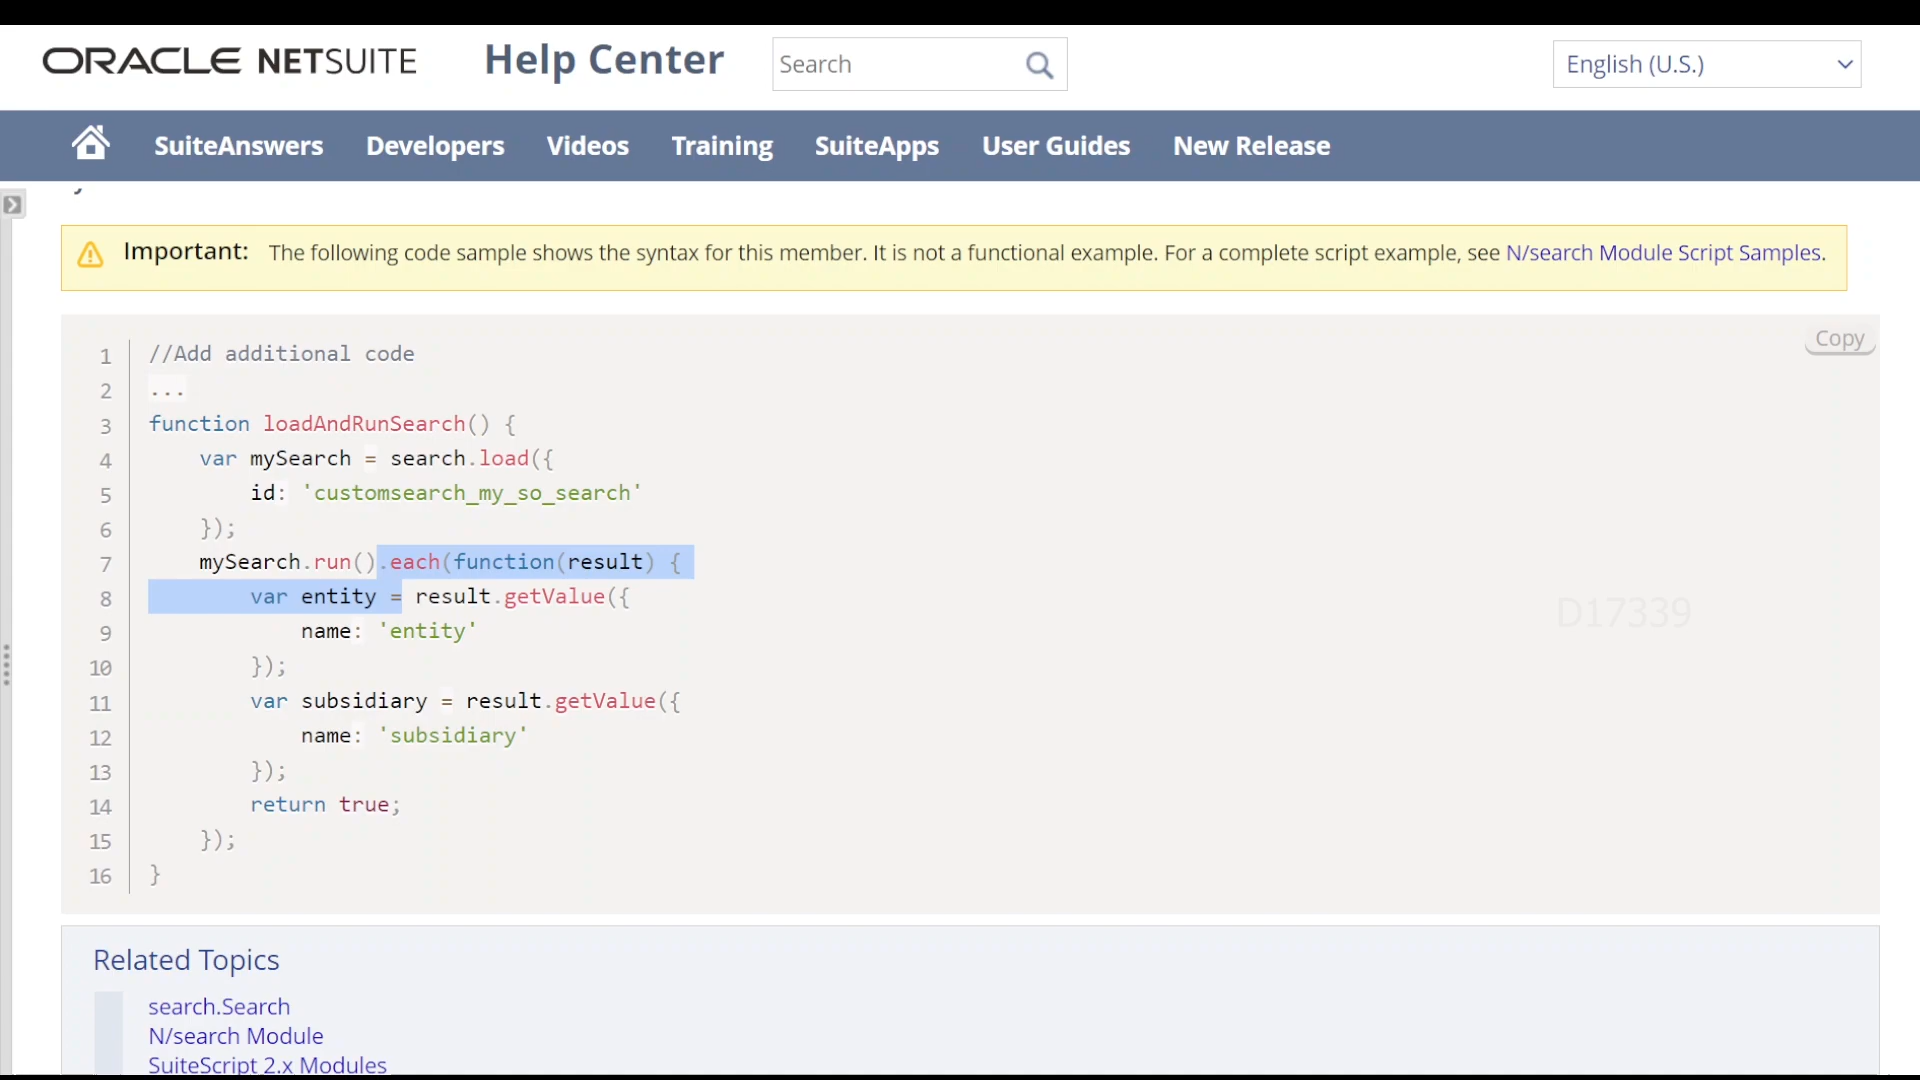 ORACLE NETSUITE Help Center Search English (U.S.)
SuiteAnswers Developers Videos Training SuiteApps User Guides New Release
Important: The following code sample shows the syntax for this member. It is not a functional example. For a complete script example, see N/search Module Script Samples.
Copy
1 //Add additional code
2 ...
3 function loadAndRunSearch() {
4 var mySearch = search.load({
5 id: 'customsearch_my_so_search'
6 });
7 mySearch.run().each(function(result) {
8 var entity = result.getValue({
9 name: 'entity'
10 });
11 var subsidiary = result.getValue({
12 name: 'subsidiary'
13 });
14 return true;
15 });
16 }
D17339
Related Topics
search.Search
N/search Module
SuiteScript 2.x Modules